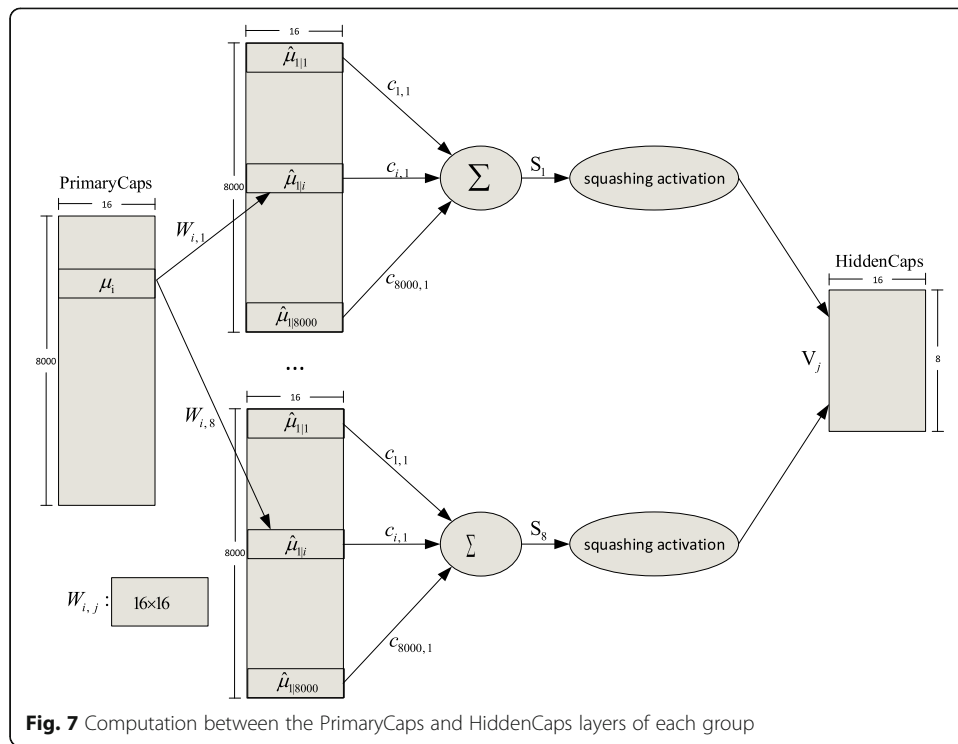 16
μ̂1|1
c1,1
8000
μ̂1|i
ci,1
Σ
S1
squashing activation
PrimaryCaps
16
Wi,1
μi
c8000,1
μ̂1|8000
HiddenCaps
16
8000
...
Vj
8
16
Wi,8
μ̂1|1
c1,1
8000
μ̂1|i
ci,1
Σ
S8
squashing activation
Wi,j :
16×16
c8000,1
μ̂1|8000
Fig. 7 Computation between the PrimaryCaps and HiddenCaps layers of each group